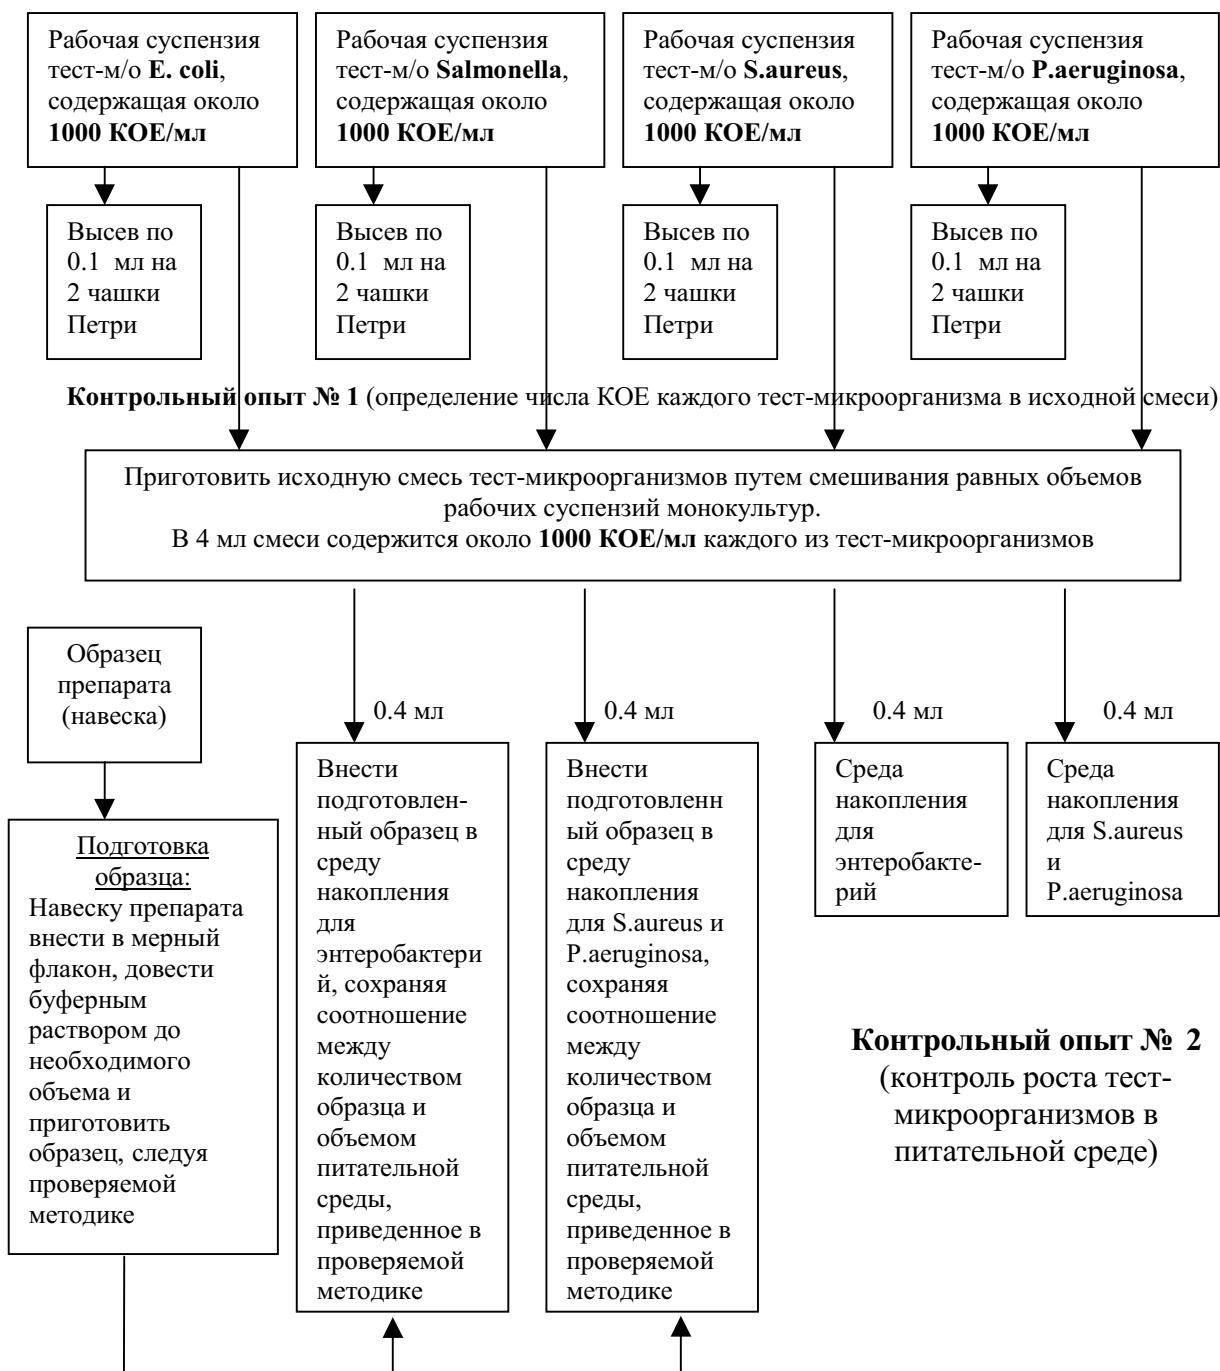 Рабочая суспензия
тест-м/о E. coli,
содержащая около
1000 КОЕ/мл
Рабочая суспензия
тест-м/о Salmonella,
содержащая около
1000 КОЕ/мл
Рабочая суспензия
тест-м/о S.aureus,
содержащая около
1000 КОЕ/мл
Рабочая суспензия
тест-м/о P.aeruginosa,
содержащая около
1000 КОЕ/мл
Высев по
0.1 мл на
2 чашки
Петри
Высев по
0.1 мл на
2 чашки
Петри
Высев по
0.1 мл на
2 чашки
Петри
Высев по
0.1 мл на
2 чашки
Петри
Контрольный опыт № 1 (определение числа КОЕ каждого тест-микроорганизма в исходной смеси)
Приготовить исходную смесь тест-микроорганизмов путем смешивания равных объемов
рабочих суспензий монокультур.
В 4 мл смеси содержится около 1000 КОЕ/мл каждого из тест-микроорганизмов
Образец
препарата
(навеска)
0.4 мл
0.4 мл
0.4 мл
0.4 мл
Подготовка
образца:
Навеску препарата
внести в мерный
флакон, довести
буферным
раствором до
необходимого
объема и
приготовить
образец, следуя
проверяемой
методике
Внести
подготовлен-
ный образец в
среду
накопления
для
энтеробактери
й, сохраняя
соотношение
между
количеством
образца и
объемом
питательной
среды,
приведенное в
проверяемой
методике
Внести
подготовленн
ый образец в
среду
накопления
для S.aureus и
P.aeruginosa,
сохраняя
соотношение
между
количеством
образца и
объемом
питательной
среды,
приведенное в
проверяемой
методике
Среда
накопления
для
энтеробакте-
рий
Среда
накопления
для S.aureus
и
P.aeruginosa
Контрольный опыт № 2
(контроль роста тест-
микроорганизмов в
питательной среде)